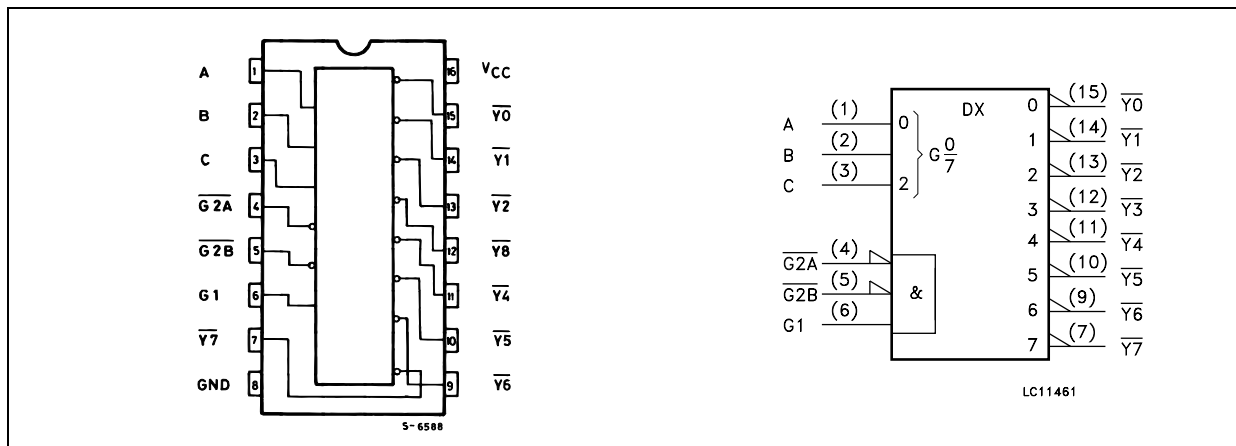 A 1 16 VCC
B 2 15 Y0
C 3 14 Y1
G2A 4 13 Y2
G2B 5 12 Y8
G1 6 11 Y4
Y7 7 10 Y5
GND 8 9 Y6
S-6588
DX
A (1) 0
B (2)
C (3) 2
G 0/7
G2A (4)
G2B (5)
G1 (6)
&
0 (15) Y0
1 (14) Y1
2 (13) Y2
3 (12) Y3
4 (11) Y4
5 (10) Y5
6 (9) Y6
7 (7) Y7
LC11461